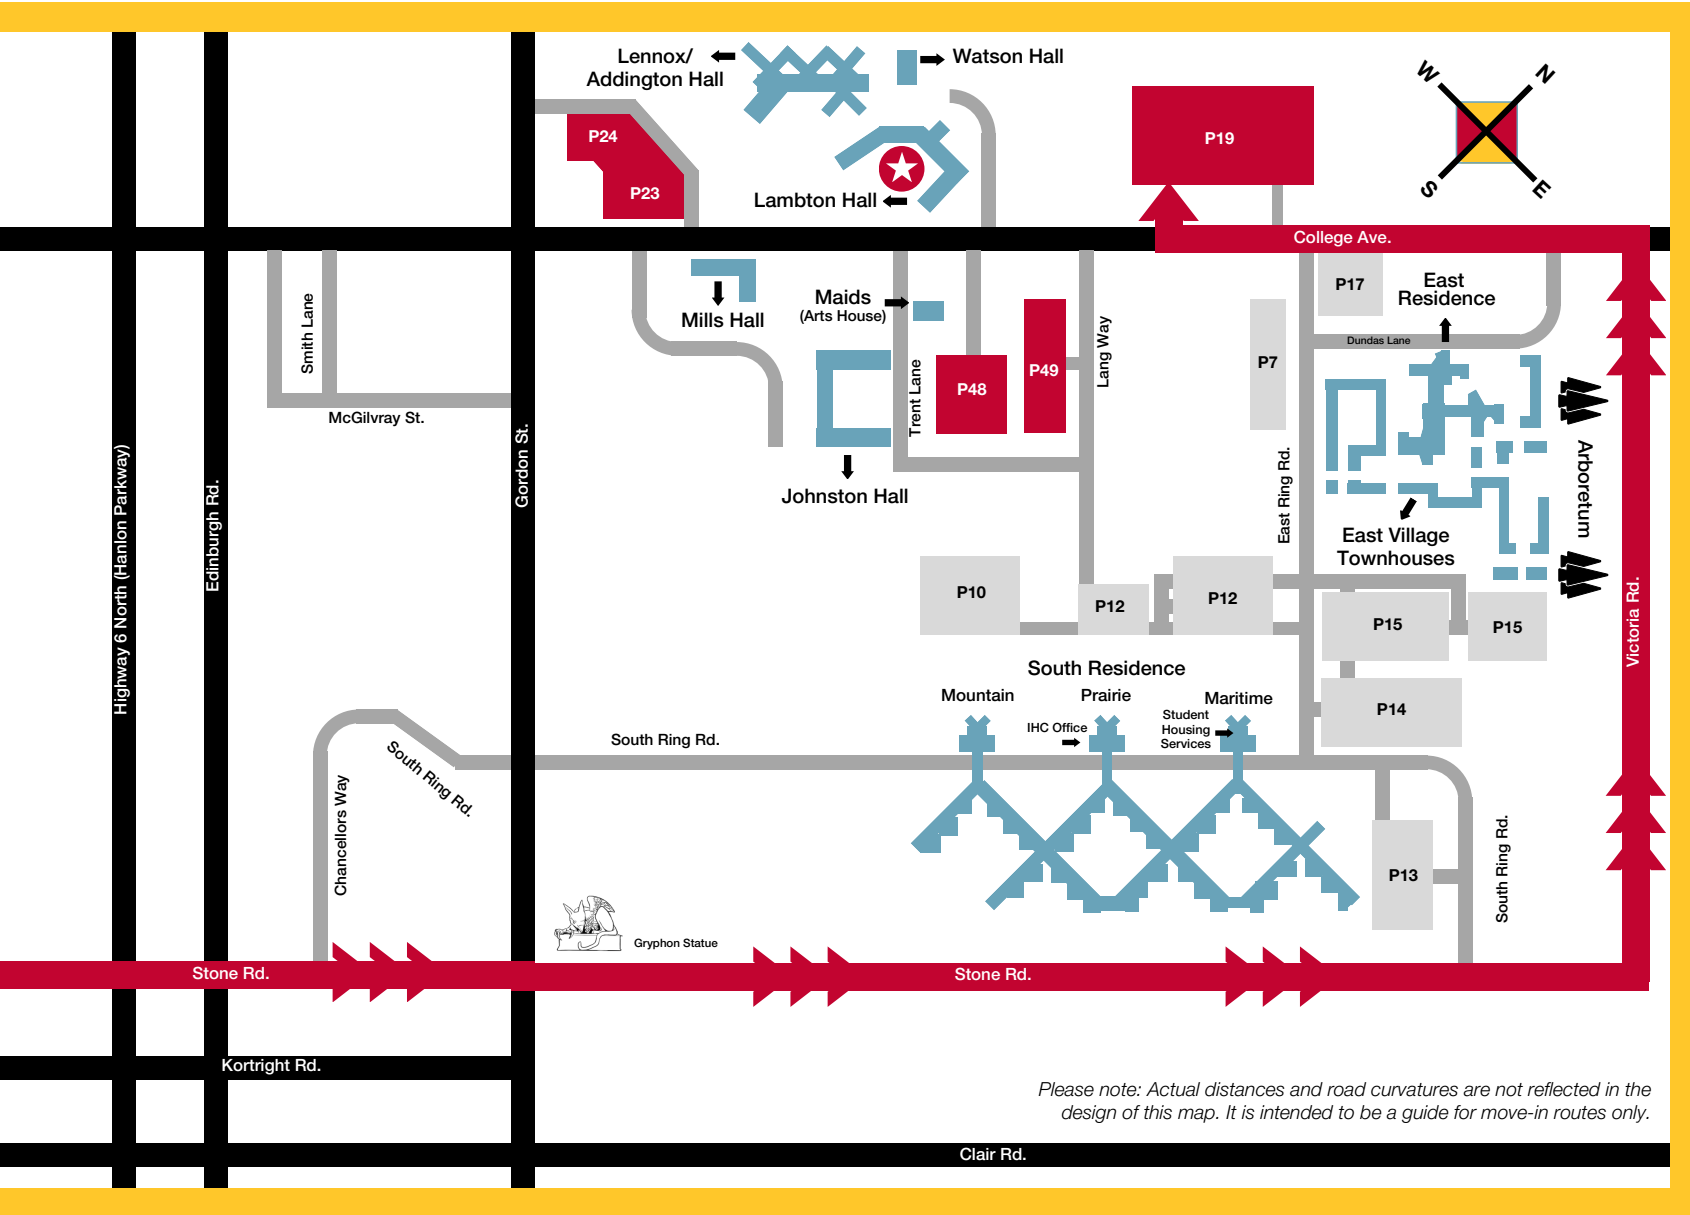 Lennox/
Addington Hall
Watson Hall
W
N
S
E
P24
P23
P19
Lambton Hall
College Ave.
Smith Lane
McGilvray St.
Mills Hall
Maids
(Arts House)
Johnston Hall
Trent Lane
P48
P49
Lang Way
P7
P17
East
Residence
Dundas Lane
East Ring Rd.
East Village
Townhouses
Arboretum
Highway 6 North (Hanlon Parkway)
Edinburgh Rd.
Gordon St.
Victoria Rd.
P10
P12
P12
P15
P15
P14
South Residence
Mountain
Prairie
Maritime
IHC Office
Student
Housing
Services
South Ring Rd.
South Ring Rd.
Chancellors Way
P13
South Ring Rd.
Gryphon Statue
Stone Rd.
Stone Rd.
Kortright Rd.
Please note: Actual distances and road curvatures are not reflected in the
design of this map. It is intended to be a guide for move-in routes only.
Clair Rd.